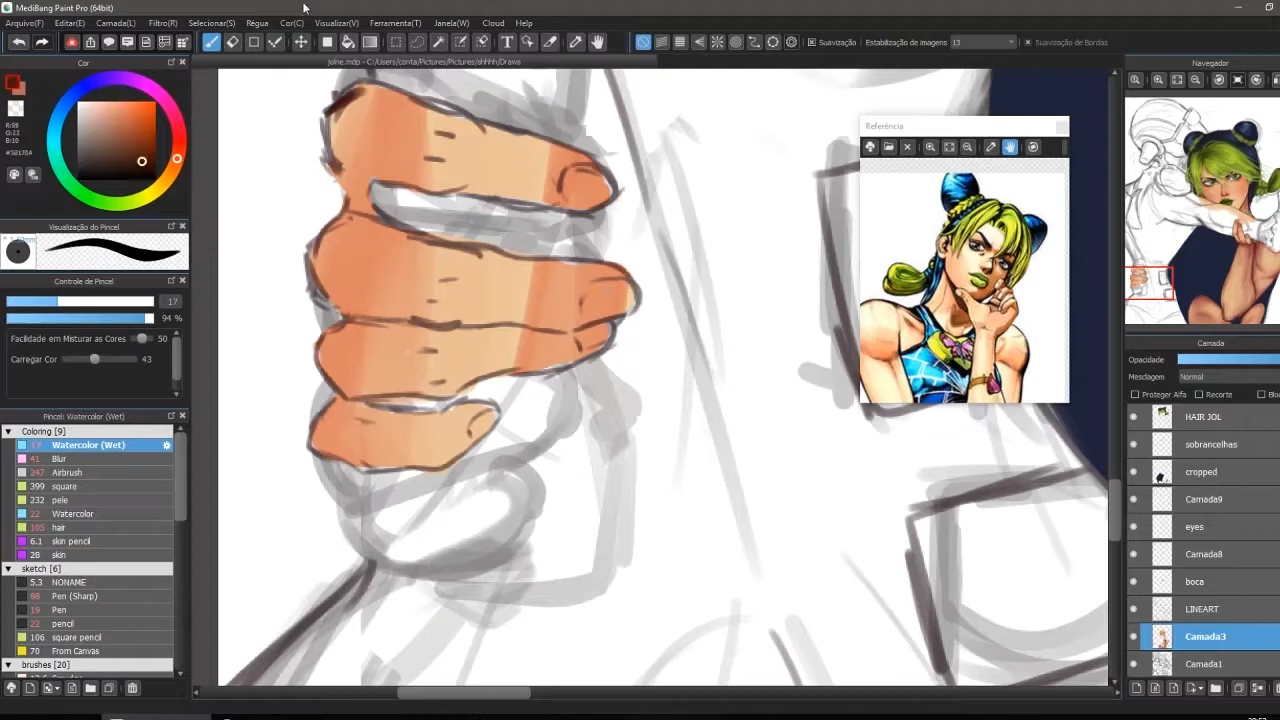 MediBang Paint Pro (64bit)
Arquivo(F) Editar(E) Camada(L) Filtro(R) Selecionar(S) Régua Cor(C) Visualizar(V) Ferramenta(T) Janela(W) Cloud Help
Suavização Estabilização de imagens 13 Suavização de Bordas
Cor
jolne.mdp - C:/Users/conta/Pictures/Pictures/shhhh/Draws
Navegador
R:59
G:23
B:10
Referência
Visualização do Pincel
Controle de Pincel
17
94 %
Facilidade em Misturar as Cores 50
Carregar Cor 43
Pincel: Watercolor (Wet)
Coloring [9]
17 Watercolor (Wet)
41 Blur
247 Airbrush
399 square
232 pele
22 Watercolor
105 hair
6.1 skin pencil
28 skin
sketch [6]
5.3 NONAME
88 Pen (Sharp)
19 Pen
22 pencil
106 square pencil
70 From Canvas
brushes [20]
Camada
Opacidade
Mesclagem Normal
Proteger Alfa Recorte
HAIR JOL
sobrancelhas
cropped
Camada9
eyes
Camada8
boca
LINEART
Camada3
Camada1